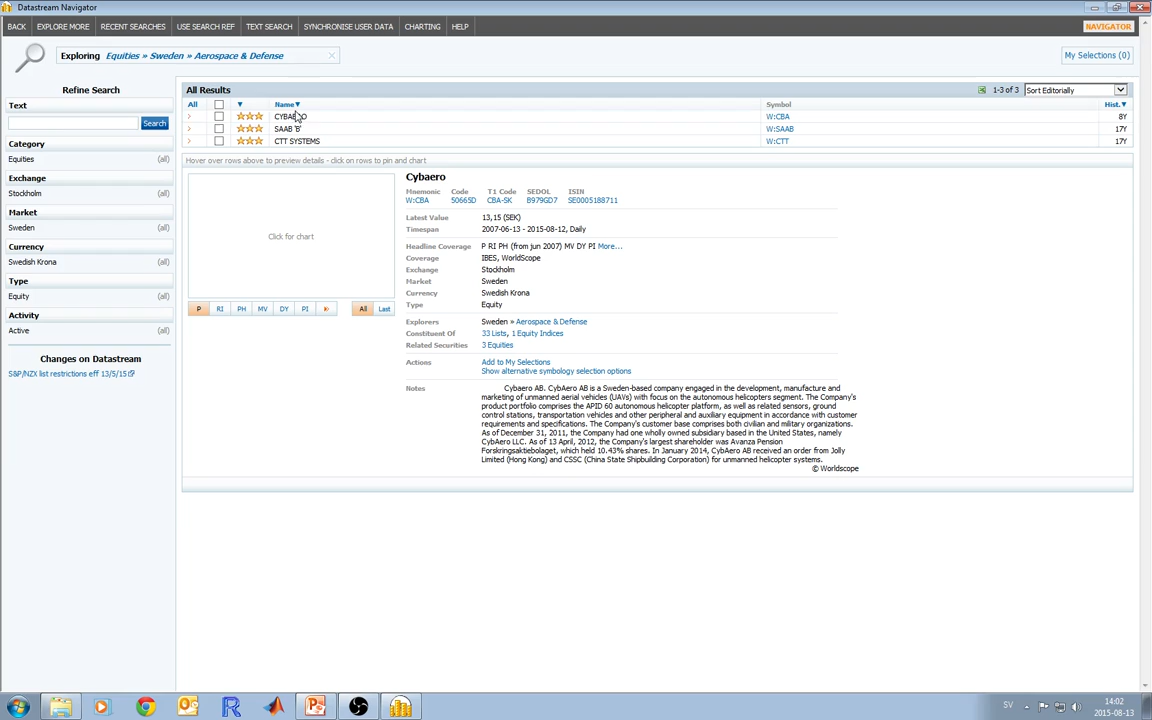 Datastream Navigator
BACK EXPLORE MORE RECENT SEARCHES USE SEARCH REF TEXT SEARCH SYNCHRONISE USER DATA CHARTING HELP NAVIGATOR
Exploring Equities » Sweden » Aerospace & Defense My Selections (0)
Refine Search
Text
Search
Category
Equities (all)
Exchange
Stockholm (all)
Market
Sweden (all)
Currency
Swedish Krona (all)
Type
Equity (all)
Activity
Active (all)
Changes on Datastream
S&P/NZX list restrictions eff 13/5/15
All Results 1-3 of 3 Sort Editorially
All Name Symbol Hist.
CYBAERO W:CBA 8Y
SAAB 'B' W:SAAB 17Y
CTT SYSTEMS W:CTT 17Y
Hover over rows above to preview details - click on rows to pin and chart
Click for chart
P RI PH MV DY PI All Last
Cybaero
Mnemonic Code T1 Code SEDOL ISIN
W:CBA 50665D CBA-SK B979GD7 SE0005188711
Latest Value 13,15 (SEK)
Timespan 2007-06-13 - 2015-08-12, Daily
Headline Coverage P RI PH (from jun 2007) MV DY PI More...
Coverage IBES, WorldScope
Exchange Stockholm
Market Sweden
Currency Swedish Krona
Type Equity
Explorers Sweden » Aerospace & Defense
Constituent Of 33 Lists, 1 Equity Indices
Related Securities 3 Equities
Actions Add to My Selections
Show alternative symbology selection options
Notes Cybaero AB. CybAero AB is a Sweden-based company engaged in the development, manufacture and
marketing of unmanned aerial vehicles (UAVs) with focus on the autonomous helicopters segment. The Company's
product portfolio comprises the APID 60 autonomous helicopter platform, as well as related sensors, ground
control stations, transportation vehicles and other peripheral and auxiliary equipment in accordance with customer
requirements and specifications. The Company's customer base comprises both civilian and military organizations.
As of December 31, 2011, the Company had one wholly owned subsidiary based in the United States, namely
CybAero LLC. As of 13 April, 2012, the Company's largest shareholder was Avanza Pension
Forsakringsaktiebolaget, which held 10.43% shares. In January 2014, CybAero AB received an order from Jolly
Limited (Hong Kong) and CSSC (China State Shipbuilding Corporation) for unmanned helicopter systems.
© Worldscope
SV 14:02
2015-08-13